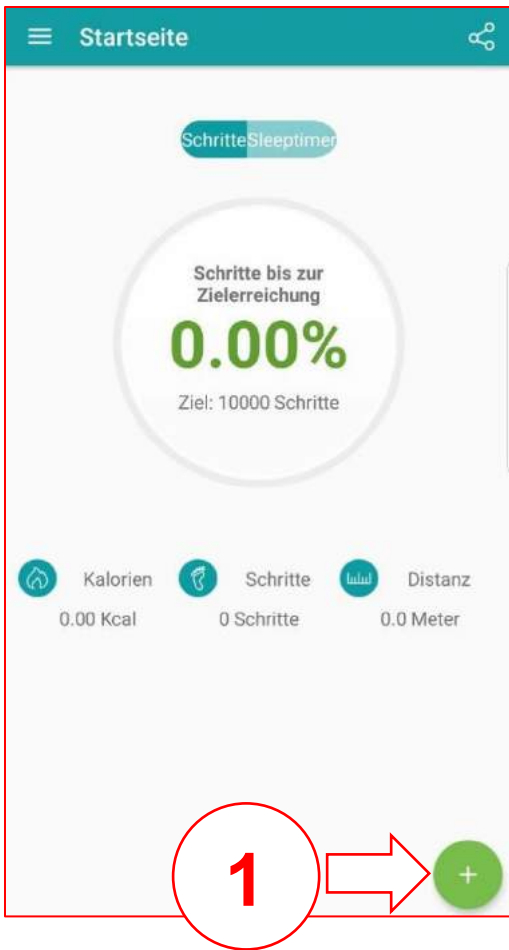 Startseite
Schritte Sleeptimer
Schritte bis zur
Zielerreichung
0.00%
Ziel: 10000 Schritte
Kalorien Schritte Distanz
0.00 Kcal 0 Schritte 0.0 Meter
1 +